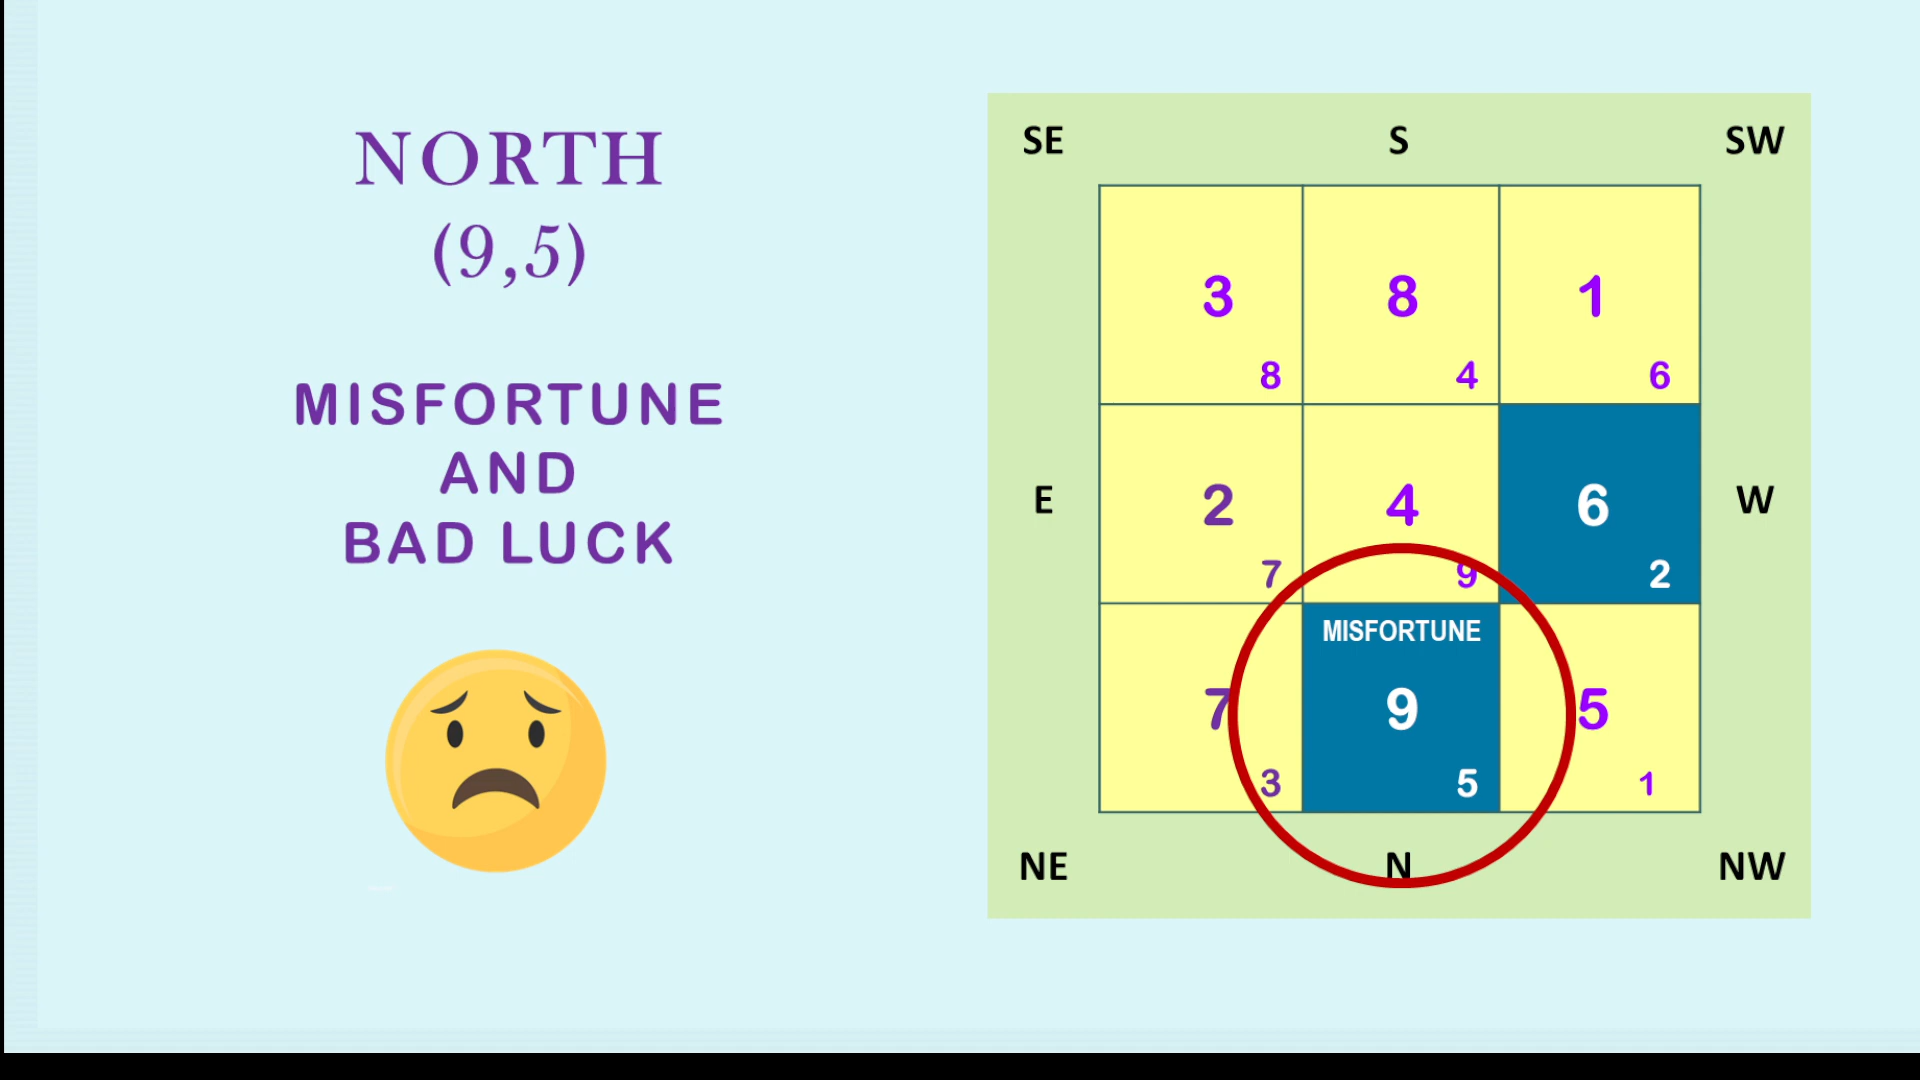 NORTH
(9,5)
MISFORTUNE
AND
BAD LUCK
SE S SW
3 8 1
8 4 6
E 2 4 6 W
7 9 2
MISFORTUNE
7 9 5
3 5 1
NE N NW